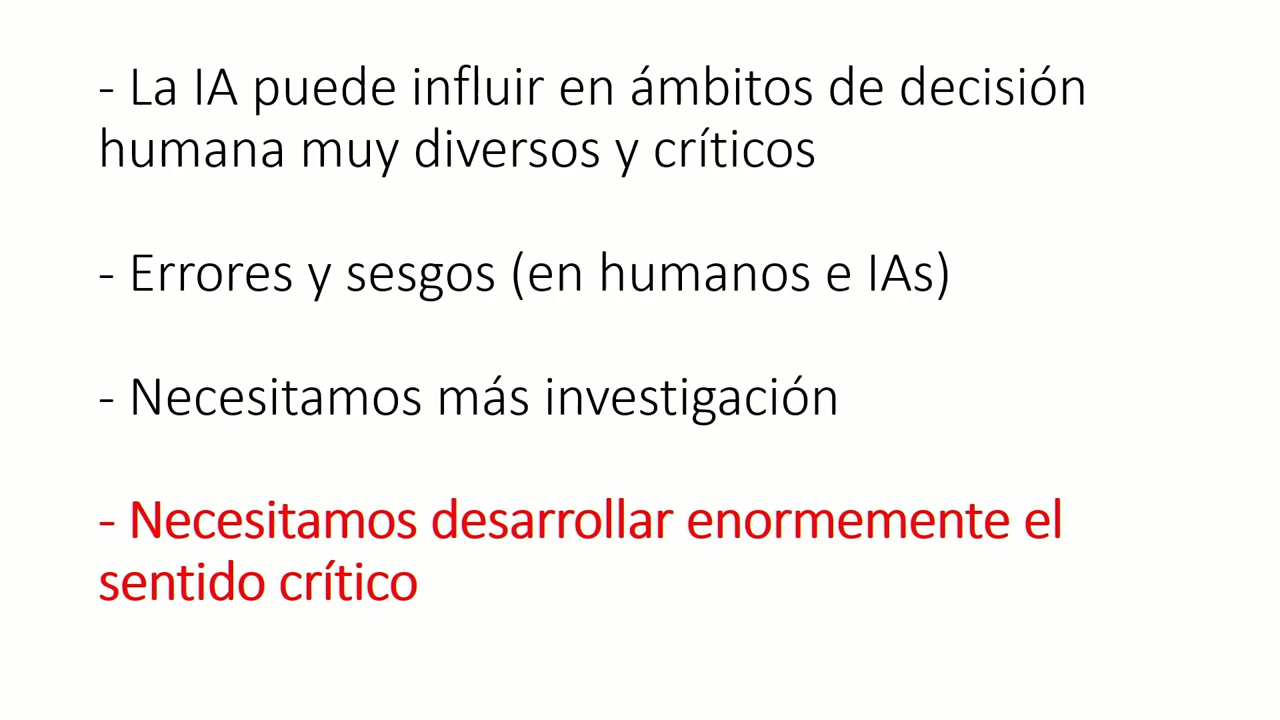 - La IA puede influir en ámbitos de decisión
humana muy diversos y críticos
- Errores y sesgos (en humanos e IAs)
- Necesitamos más investigación
- Necesitamos desarrollar enormemente el
sentido crítico